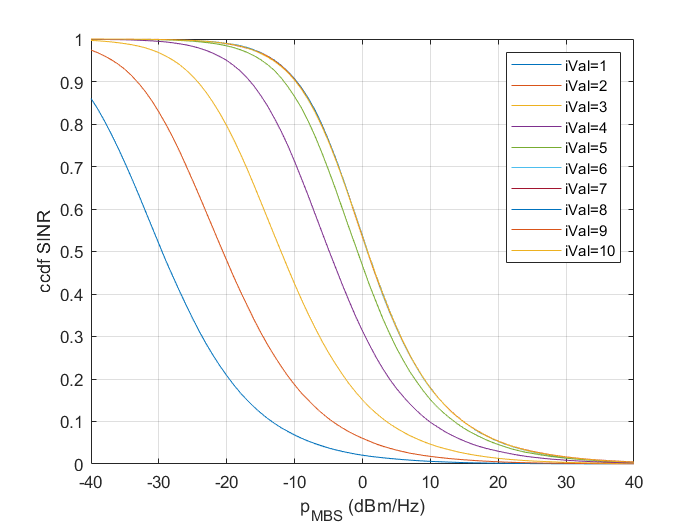 1
0.9
0.8
0.7
0.6
0.5
0.4
0.3
0.2
0.1
0
ccdf SINR
-40 -30 -20 -10 0 10 20 30 40
p_MBS (dBm/Hz)
iVal=1
iVal=2
iVal=3
iVal=4
iVal=5
iVal=6
iVal=7
iVal=8
iVal=9
iVal=10